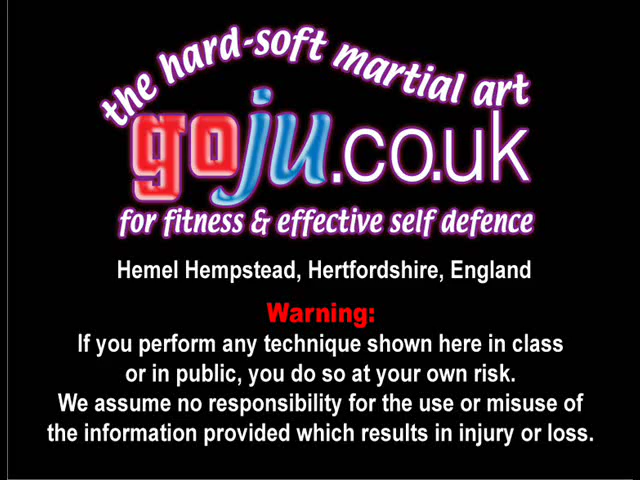 the hard-soft martial art
goju.co.uk
for fitness & effective self defence
Hemel Hempstead, Hertfordshire, England
Warning:
If you perform any technique shown here in class
or in public, you do so at your own risk.
We assume no responsibility for the use or misuse of
the information provided which results in injury or loss.